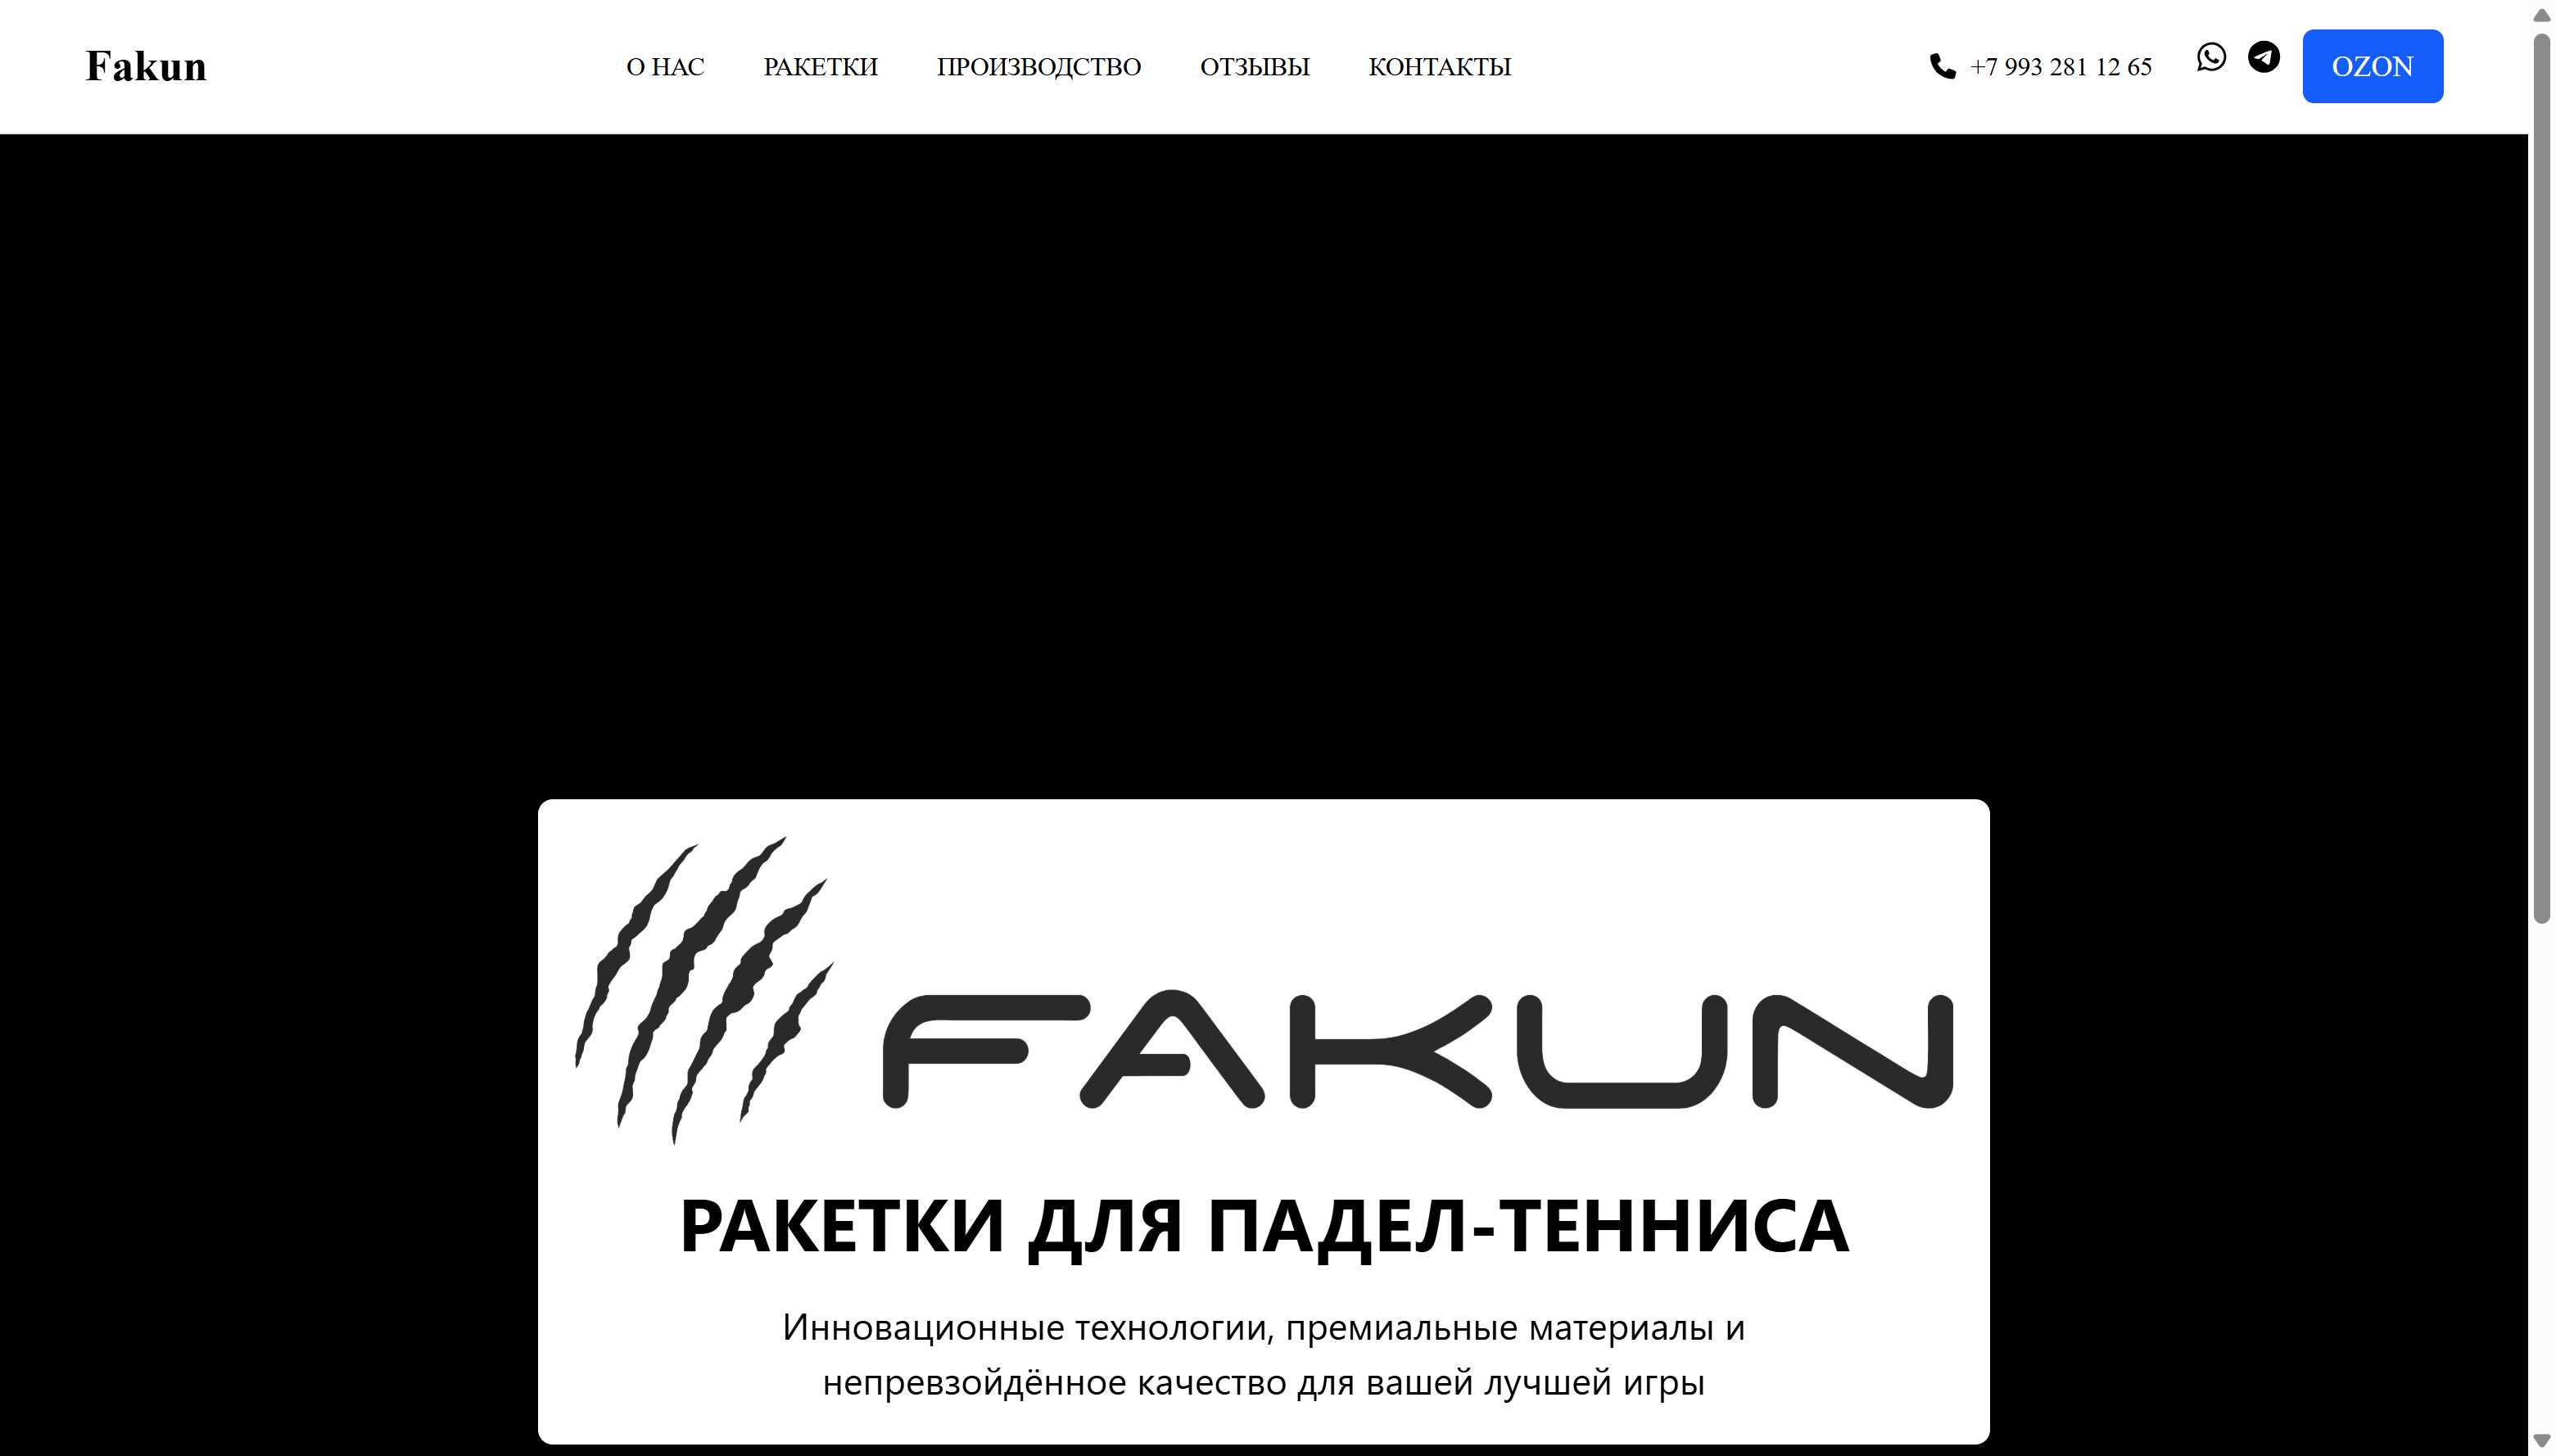 Fakun
О НАС
РАКЕТКИ
ПРОИЗВОДСТВО
ОТЗЫВЫ
КОНТАКТЫ
+7 993 281 12 65
OZON
FAKUN
РАКЕТКИ ДЛЯ ПАДЕЛ-ТЕННИСА
Инновационные технологии, премиальные материалы и
непревзойдённое качество для вашей лучшей игры